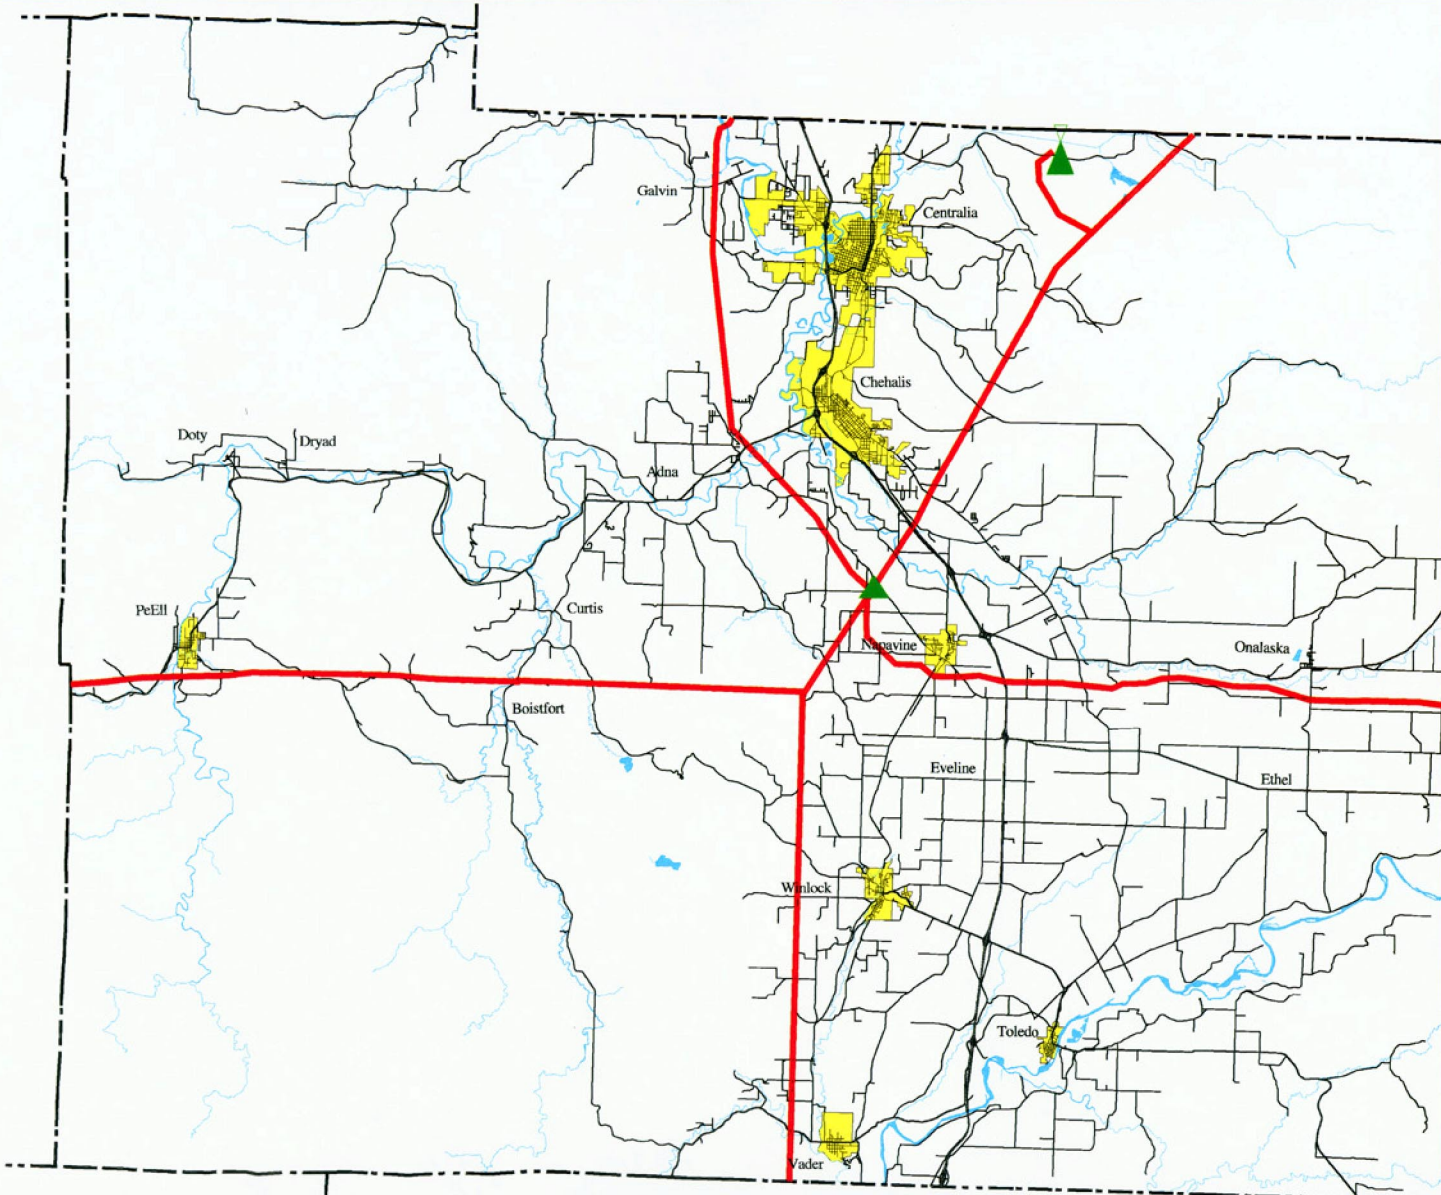 Galvin
Centralia
Chehalis
Doty
Dryad
Adna
PeEll
Curtis
Napavine
Onalaska
Boistfort
Eveline
Ethel
Winlock
Toledo
Vader